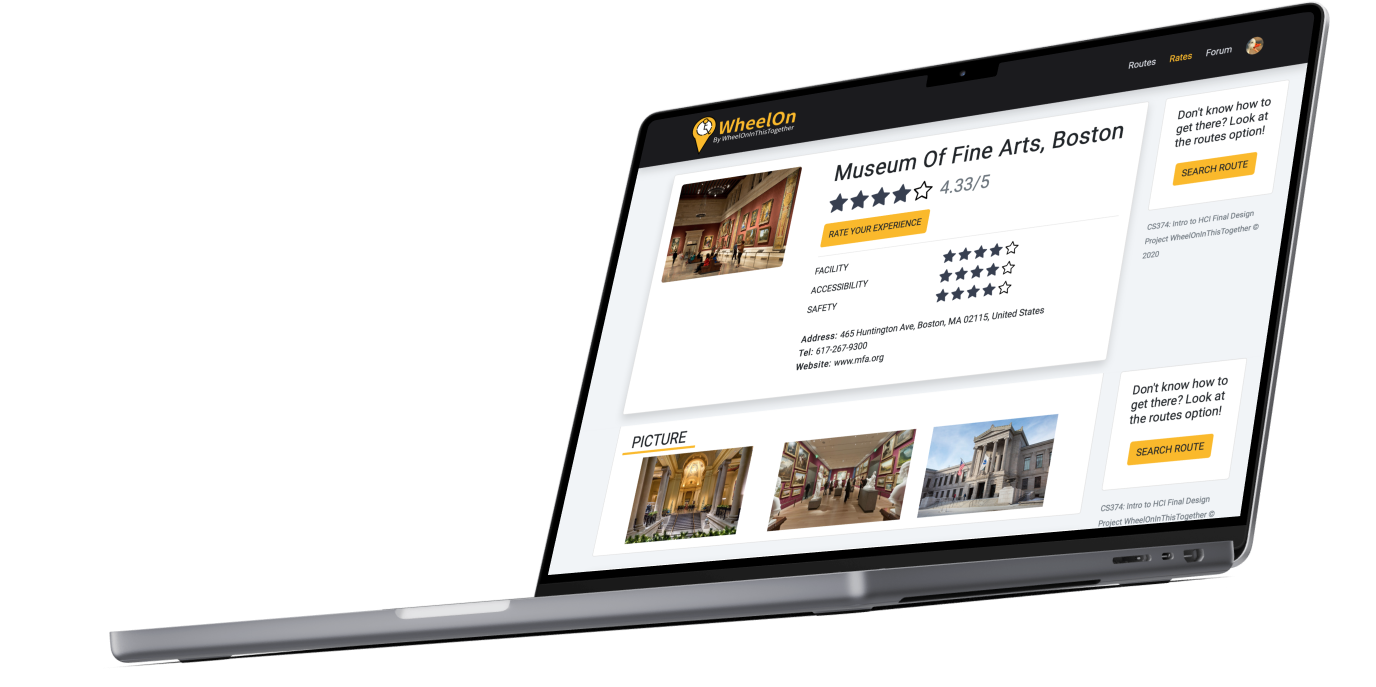 WheelOn
By WheelOnInThisTogether
Routes
Rates
Forum
Museum Of Fine Arts, Boston
4.33/5
RATE YOUR EXPERIENCE
FACILITY
ACCESSIBILITY
SAFETY
Address: 465 Huntington Ave, Boston, MA 02115, United States
Tel: 617-267-9300
Website: www.mfa.org
PICTURE
Don't know how to
get there? Look at
the routes option!
SEARCH ROUTE
CS374: Intro to HCI Final Design
Project WheelOnInThisTogether ©
2020
Don't know how to
get there? Look at
the routes option!
SEARCH ROUTE
CS374: Intro to HCI Final Design
Project WheelOnInThisTogether ©